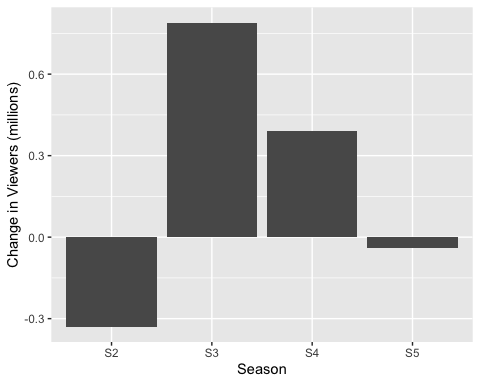 Change in Viewers (millions)
0.6
0.3
0.0
-0.3
S2 S3 S4 S5
Season